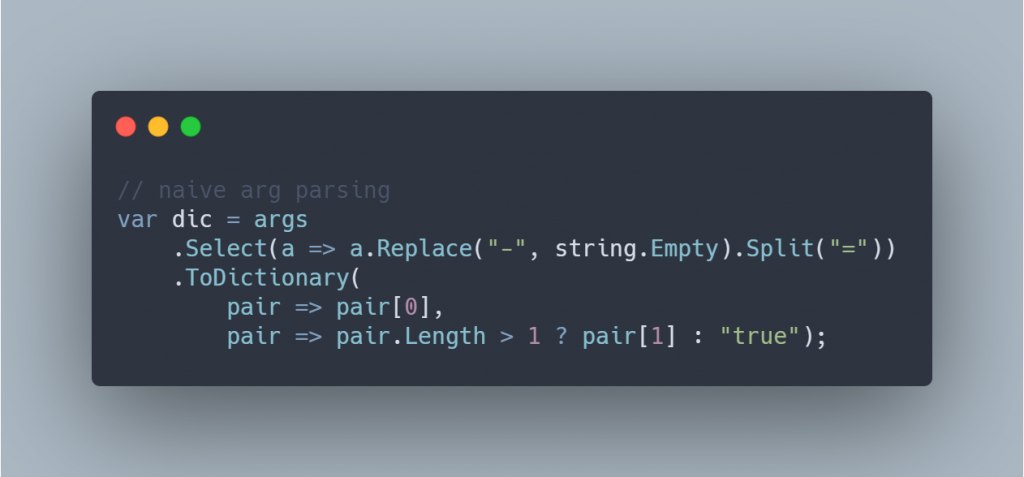 // naive arg parsing
var dic = args
    .Select(a => a.Replace("-", string.Empty).Split("="))
    .ToDictionary(
        pair => pair[0],
        pair => pair.Length > 1 ? pair[1] : "true");